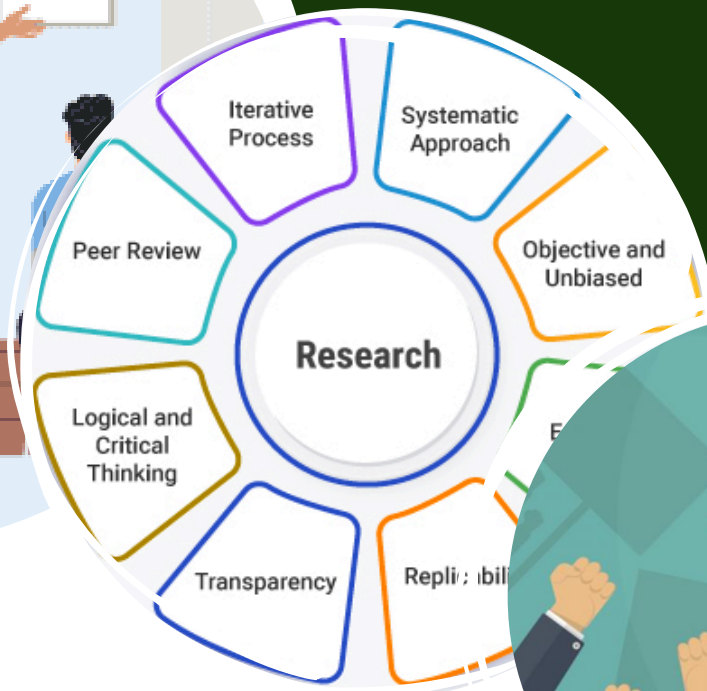 Iterative
Process
Systematic
Approach
Peer Review
Objective and
Unbiased
Research
Logical and
Critical
Thinking
Transparency